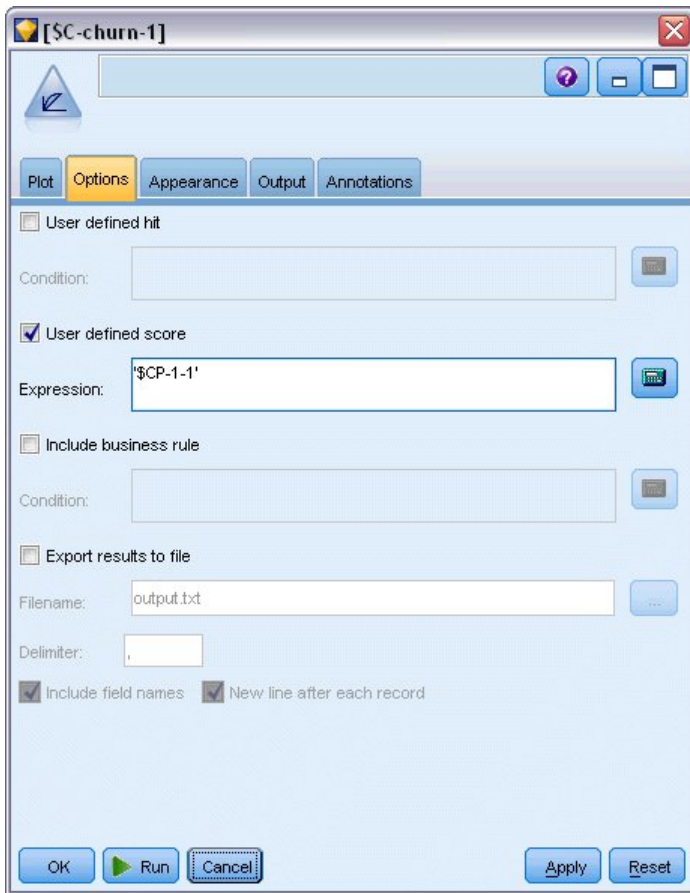 [$C-churn-1]
Plot Options Appearance Output Annotations
User defined hit
Condition:
User defined score
Expression: '$CP-1-1'
Include business rule
Condition:
Export results to file
Filename: output.txt ...
Delimiter: ,
Include field names New line after each record
OK Run Cancel Apply Reset